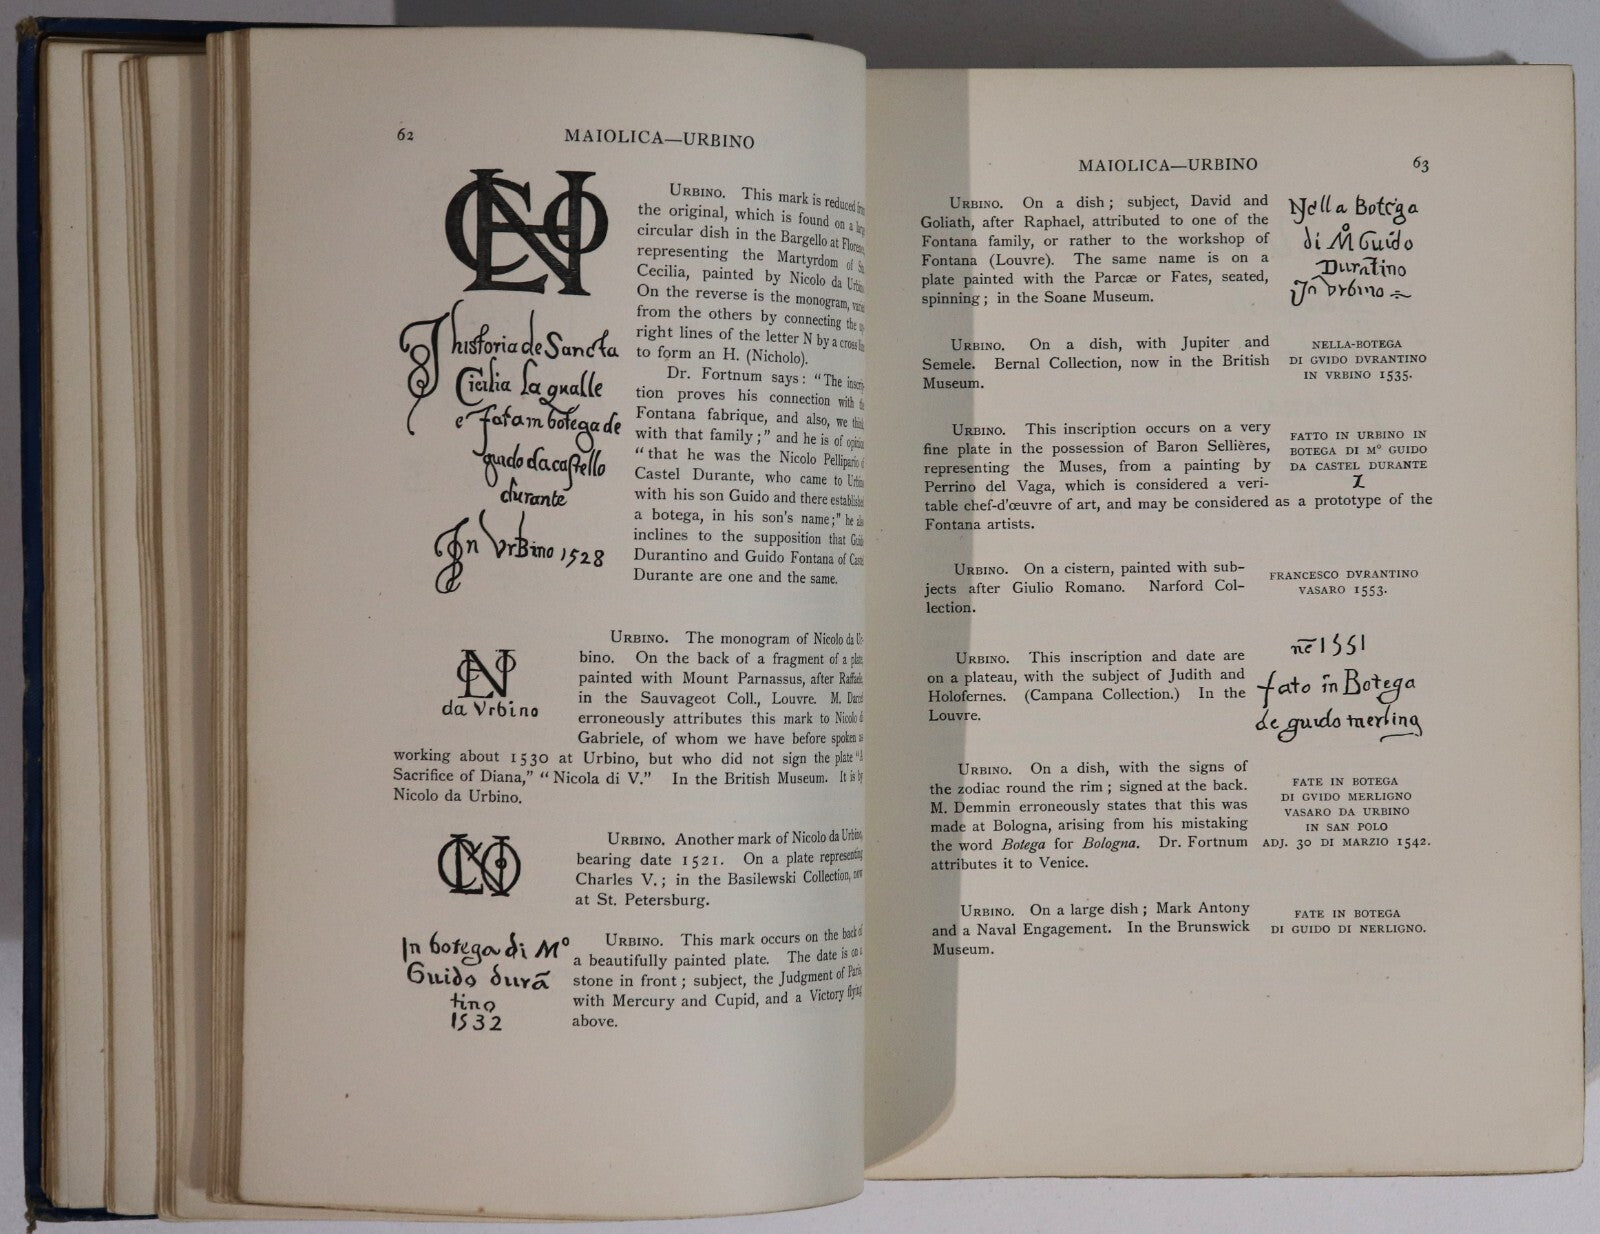 62
MAIOLICA—URBINO
Jhistoria de Sancta
Cicilia la qualle
e fata in botega de
guido da castello
durante
In Urbino 1528
URBINO. This mark is reduced from
the original, which is found on a large
circular dish in the Bargello at Florence,
representing the Martyrdom of
Cecilia, painted by Nicolo da Urbino.
On the reverse is the monogram,
from the others by connecting the
right lines of the letter N by a cross
to form an H. (Nicholo).
Dr. Fortnum says: "The
tion proves his connection with
Fontana fabrique, and also, we think
with that family;" and he is of opinion
"that he was the Nicolo Pellipario
Castel Durante, who came to Urbino
with his son Guido and there established
a botega, in his son's name;" he also
inclines to the supposition that Guido
Durantino and Guido Fontana of Castel
Durante are one and the same.
N
da Vrbino
URBINO. The monogram of Nicolo da Ur-
bino. On the back of a fragment of a plate
painted with Mount Parnassus, after Raffaele,
in the Sauvageot Coll., Louvre. M. Darcel
erroneously attributes this mark to Nicolo
Gabriele, of whom we have before spoken as
working about 1530 at Urbino, but who did not sign the plate "A
Sacrifice of Diana," "Nicola di V." In the British Museum. It is by
Nicolo da Urbino.
URBINO. Another mark of Nicolo da Urbino,
bearing date 1521. On a plate representing
Charles V.; in the Basilewski Collection, now
at St. Petersburg.
In botega di Mº
Guido durā
tino
1532
URBINO. This mark occurs on the back of
a beautifully painted plate. The date is on a
stone in front; subject, the Judgment of Paris,
with Mercury and Cupid, and a Victory flying
above.
MAIOLICA—URBINO
63
URBINO. On a dish; subject, David and
Goliath, after Raphael, attributed to one of the
Fontana family, or rather to the workshop of
Fontana (Louvre). The same name is on a
plate painted with the Parcæ or Fates, seated,
spinning; in the Soane Museum.
Nella Botega
di Mº Guido
Durātino
In Vrbino
URBINO. On a dish, with Jupiter and
Semele. Bernal Collection, now in the British
Museum.
NELLA-BOTEGA
DI GVIDO DVRANTINO
IN VRBINO 1535.
URBINO. This inscription occurs on a very
fine plate in the possession of Baron Sellières,
representing the Muses, from a painting by
Perrino del Vaga, which is considered a veri-
table chef-d'œuvre of art, and may be considered as a prototype of the
Fontana artists.
FATTO IN URBINO IN
BOTEGA DI Mº GUIDO
DA CASTEL DURANTE
URBINO. On a cistern, painted with sub-
jects after Giulio Romano. Narford Col-
lection.
FRANCESCO DVRANTINO
VASARO 1553.
URBINO. This inscription and date are
on a plateau, with the subject of Judith and
Holofernes. (Campana Collection.) In the
Louvre.
nē 1551
fato in Botega
de guido merling
URBINO. On a dish, with the signs of
the zodiac round the rim; signed at the back.
M. Demmin erroneously states that this was
made at Bologna, arising from his mistaking
the word Botega for Bologna. Dr. Fortnum
attributes it to Venice.
FATE IN BOTEGA
DI GVIDO MERLIGNO
VASARO DA URBINO
IN SAN POLO
ADJ. 30 DI MARZIO 1542.
URBINO. On a large dish; Mark Antony
and a Naval Engagement. In the Brunswick
Museum.
FATE IN BOTEGA
DI GUIDO DI NERLIGNO.